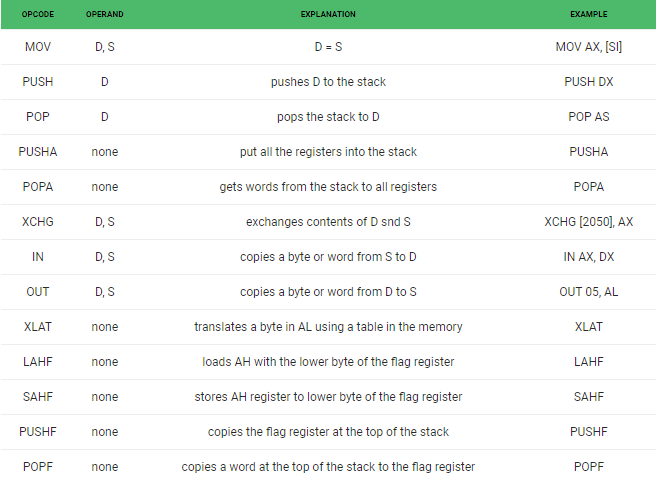 OPCODE OPERAND EXPLANATION EXAMPLE
MOV D, S D = S MOV AX, [SI]
PUSH D pushes D to the stack PUSH DX
POP D pops the stack to D POP AS
PUSHA none put all the registers into the stack PUSHA
POPA none gets words from the stack to all registers POPA
XCHG D, S exchanges contents of D snd S XCHG [2050], AX
IN D, S copies a byte or word from S to D IN AX, DX
OUT D, S copies a byte or word from D to S OUT 05, AL
XLAT none translates a byte in AL using a table in the memory XLAT
LAHF none loads AH with the lower byte of the flag register LAHF
SAHF none stores AH register to lower byte of the flag register SAHF
PUSHF none copies the flag register at the top of the stack PUSHF
POPF none copies a word at the top of the stack to the flag register POPF